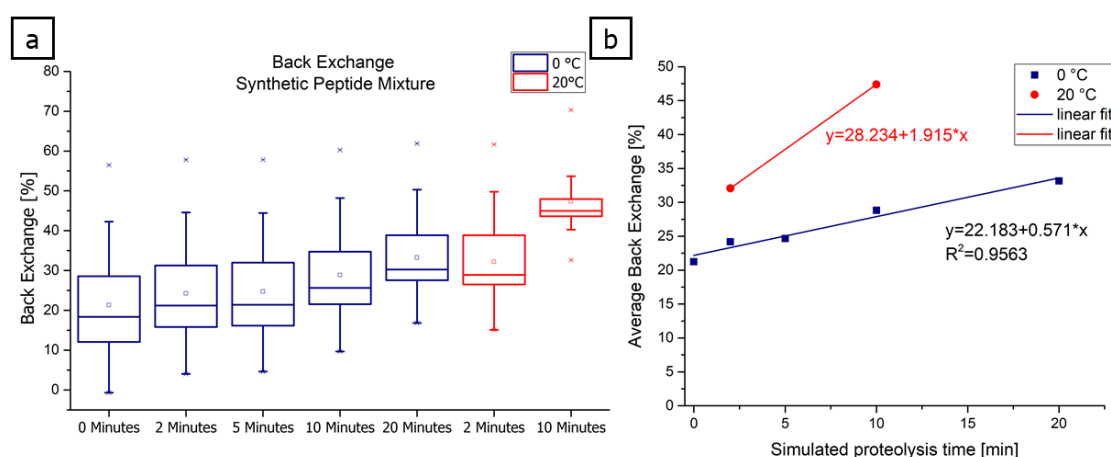 a
Back Exchange
Synthetic Peptide Mixture
0 °C
20°C
Back Exchange [%]
80
70
60
50
40
30
20
10
0
0 Minutes 2 Minutes 5 Minutes 10 Minutes 20 Minutes 2 Minutes 10 Minutes
b
0 °C
20 °C
linear fit
linear fit
Average Back Exchange [%]
50
45
40
35
30
25
20
15
10
5
0
y=28.234+1.915*x
y=22.183+0.571*x
R²=0.9563
0 5 10 15 20
Simulated proteolysis time [min]